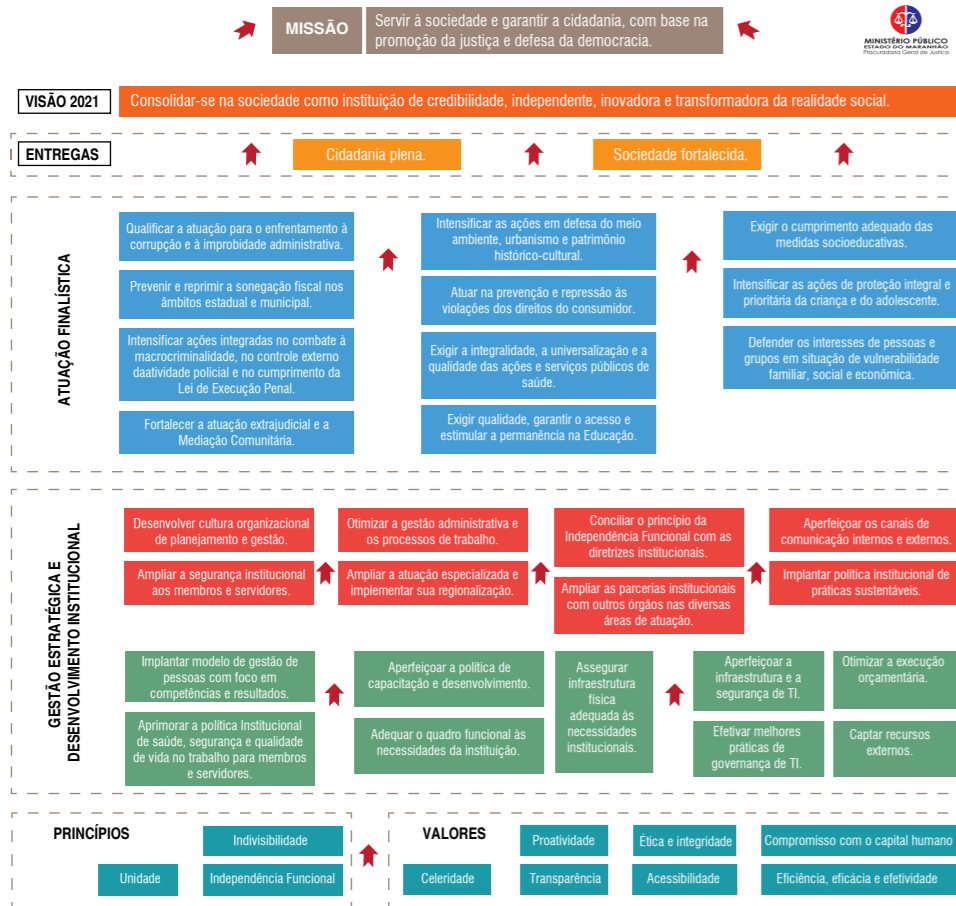 MISSÃO
Servir à sociedade e garantir a cidadania, com base na
promoção da justiça e defesa da democracia.
MINISTÉRIO PÚBLICO
ESTADO DO MARANHÃO
Procuradoria Geral de Justiça
VISÃO 2021
Consolidar-se na sociedade como instituição de credibilidade, independente, inovadora e transformadora da realidade social.
ENTREGAS
Cidadania plena.
Sociedade fortalecida.
ATUAÇÃO FINALÍSTICA
Qualificar a atuação para o enfrentamento à
corrupção e à improbidade administrativa.
Prevenir e reprimir a sonegação fiscal nos
âmbitos estadual e municipal.
Intensificar ações integradas no combate à
macrocriminalidade, no controle externo
daatividade policial e no cumprimento da
Lei de Execução Penal.
Fortalecer a atuação extrajudicial e a
Mediação Comunitária.
Intensificar as ações em defesa do meio
ambiente, urbanismo e patrimônio
histórico-cultural.
Atuar na prevenção e repressão às
violações dos direitos do consumidor.
Exigir a integralidade, a universalização e a
qualidade das ações e serviços públicos de
saúde.
Exigir qualidade, garantir o acesso e
estimular a permanência na Educação.
Exigir o cumprimento adequado das
medidas socioeducativas.
Intensificar as ações de proteção integral e
prioritária da criança e do adolescente.
Defender os interesses de pessoas e
grupos em situação de vulnerabilidade
familiar, social e econômica.
GESTÃO ESTRATÉGICA E
DESENVOLVIMENTO INSTITUCIONAL
Desenvolver cultura organizacional
de planejamento e gestão.
Ampliar a segurança institucional
aos membros e servidores.
Otimizar a gestão administrativa e
os processos de trabalho.
Ampliar a atuação especializada e
implementar sua regionalização.
Conciliar o princípio da
Independência Funcional com as
diretrizes institucionais.
Ampliar as parcerias institucionais
com outros órgãos nas diversas
áreas de atuação.
Aperfeiçoar os canais de
comunicação internos e externos.
Implantar política institucional de
práticas sustentáveis.
Implantar modelo de gestão de
pessoas com foco em
competências e resultados.
Aprimorar a política Institucional
de saúde, segurança e qualidade
de vida no trabalho para membros
e servidores.
Aperfeiçoar a política de
capacitação e desenvolvimento.
Adequar o quadro funcional às
necessidades da instituição.
Assegurar
infraestrutura
física
adequada às
necessidades
institucionais.
Aperfeiçoar a
infraestrutura e a
segurança de TI.
Efetivar melhores
práticas de
governança de TI.
Otimizar a execução
orçamentária.
Captar recursos
externos.
PRINCÍPIOS
Indivisibilidade
Unidade
Independência Funcional
VALORES
Proatividade
Ética e integridade
Compromisso com o capital humano
Celeridade
Transparência
Acessibilidade
Eficiência, eficácia e efetividade